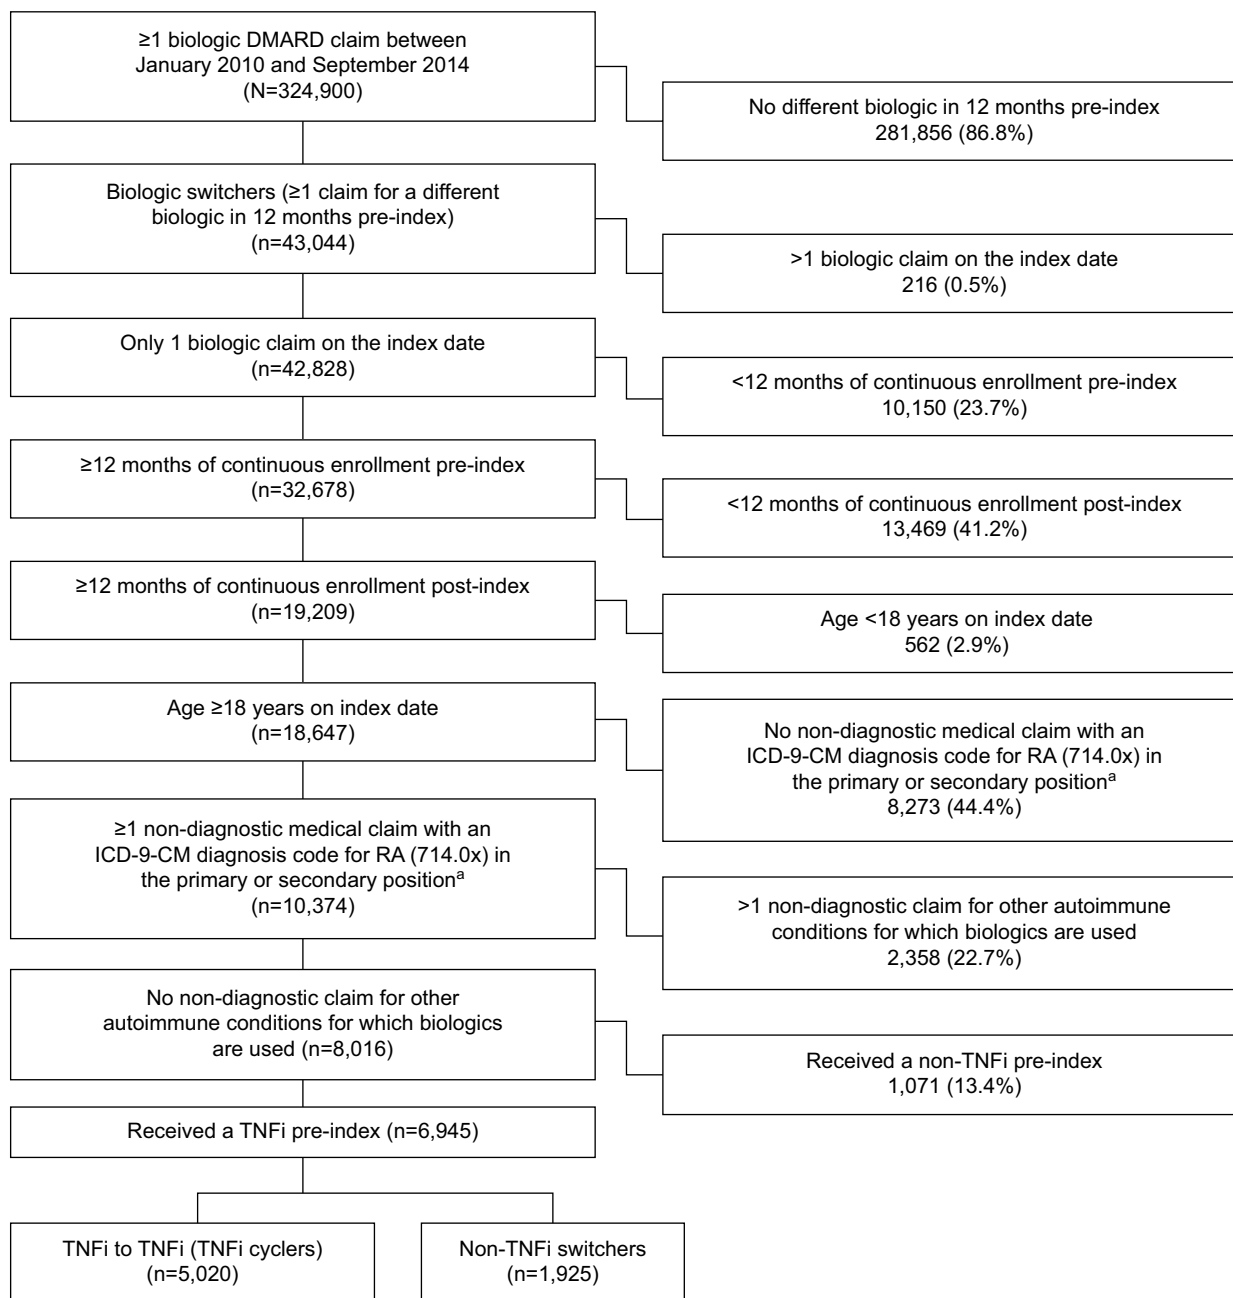 ≥1 biologic DMARD claim between
January 2010 and September 2014
(N=324,900)
No different biologic in 12 months pre-index
281,856 (86.8%)
Biologic switchers (≥1 claim for a different
biologic in 12 months pre-index)
(n=43,044)
>1 biologic claim on the index date
216 (0.5%)
Only 1 biologic claim on the index date
(n=42,828)
<12 months of continuous enrollment pre-index
10,150 (23.7%)
≥12 months of continuous enrollment pre-index
(n=32,678)
<12 months of continuous enrollment post-index
13,469 (41.2%)
≥12 months of continuous enrollment post-index
(n=19,209)
Age <18 years on index date
562 (2.9%)
Age ≥18 years on index date
(n=18,647)
No non-diagnostic medical claim with an
ICD-9-CM diagnosis code for RA (714.0x) in
the primary or secondary positionᵃ
8,273 (44.4%)
≥1 non-diagnostic medical claim with an
ICD-9-CM diagnosis code for RA (714.0x) in
the primary or secondary positionᵃ
(n=10,374)
>1 non-diagnostic claim for other autoimmune
conditions for which biologics are used
2,358 (22.7%)
No non-diagnostic claim for other
autoimmune conditions for which biologics
are used (n=8,016)
Received a non-TNFi pre-index
1,071 (13.4%)
Received a TNFi pre-index (n=6,945)
TNFi to TNFi (TNFi cyclers)
(n=5,020)
Non-TNFi switchers
(n=1,925)